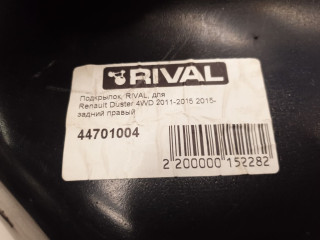 RIVAL
Подкрылок, RIVAL, для
Renault Duster 4WD 2011-2015 2015-
задний правый
44701004
2 200000 152282